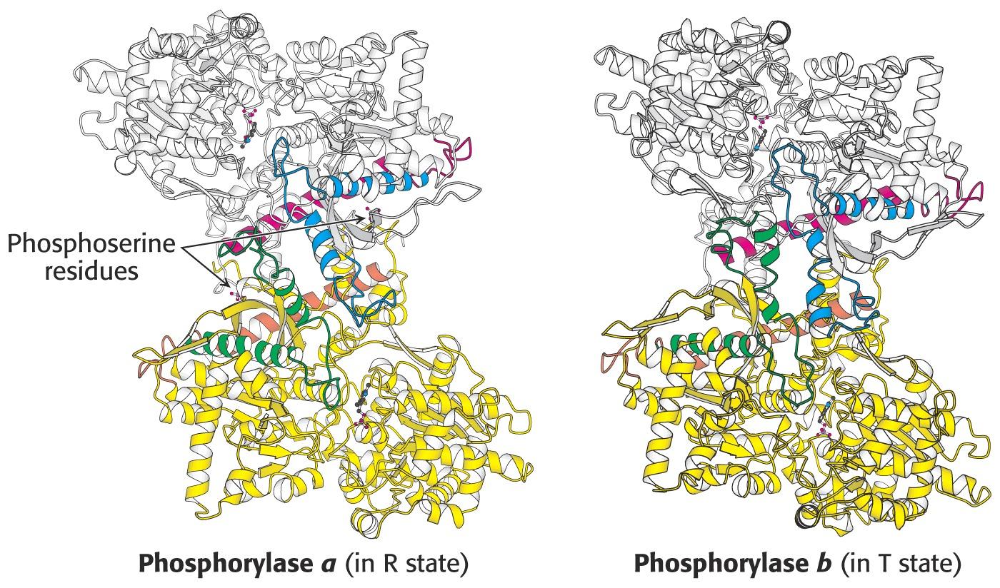 Phosphoserine
residues
Phosphorylase a (in R state)
Phosphorylase b (in T state)